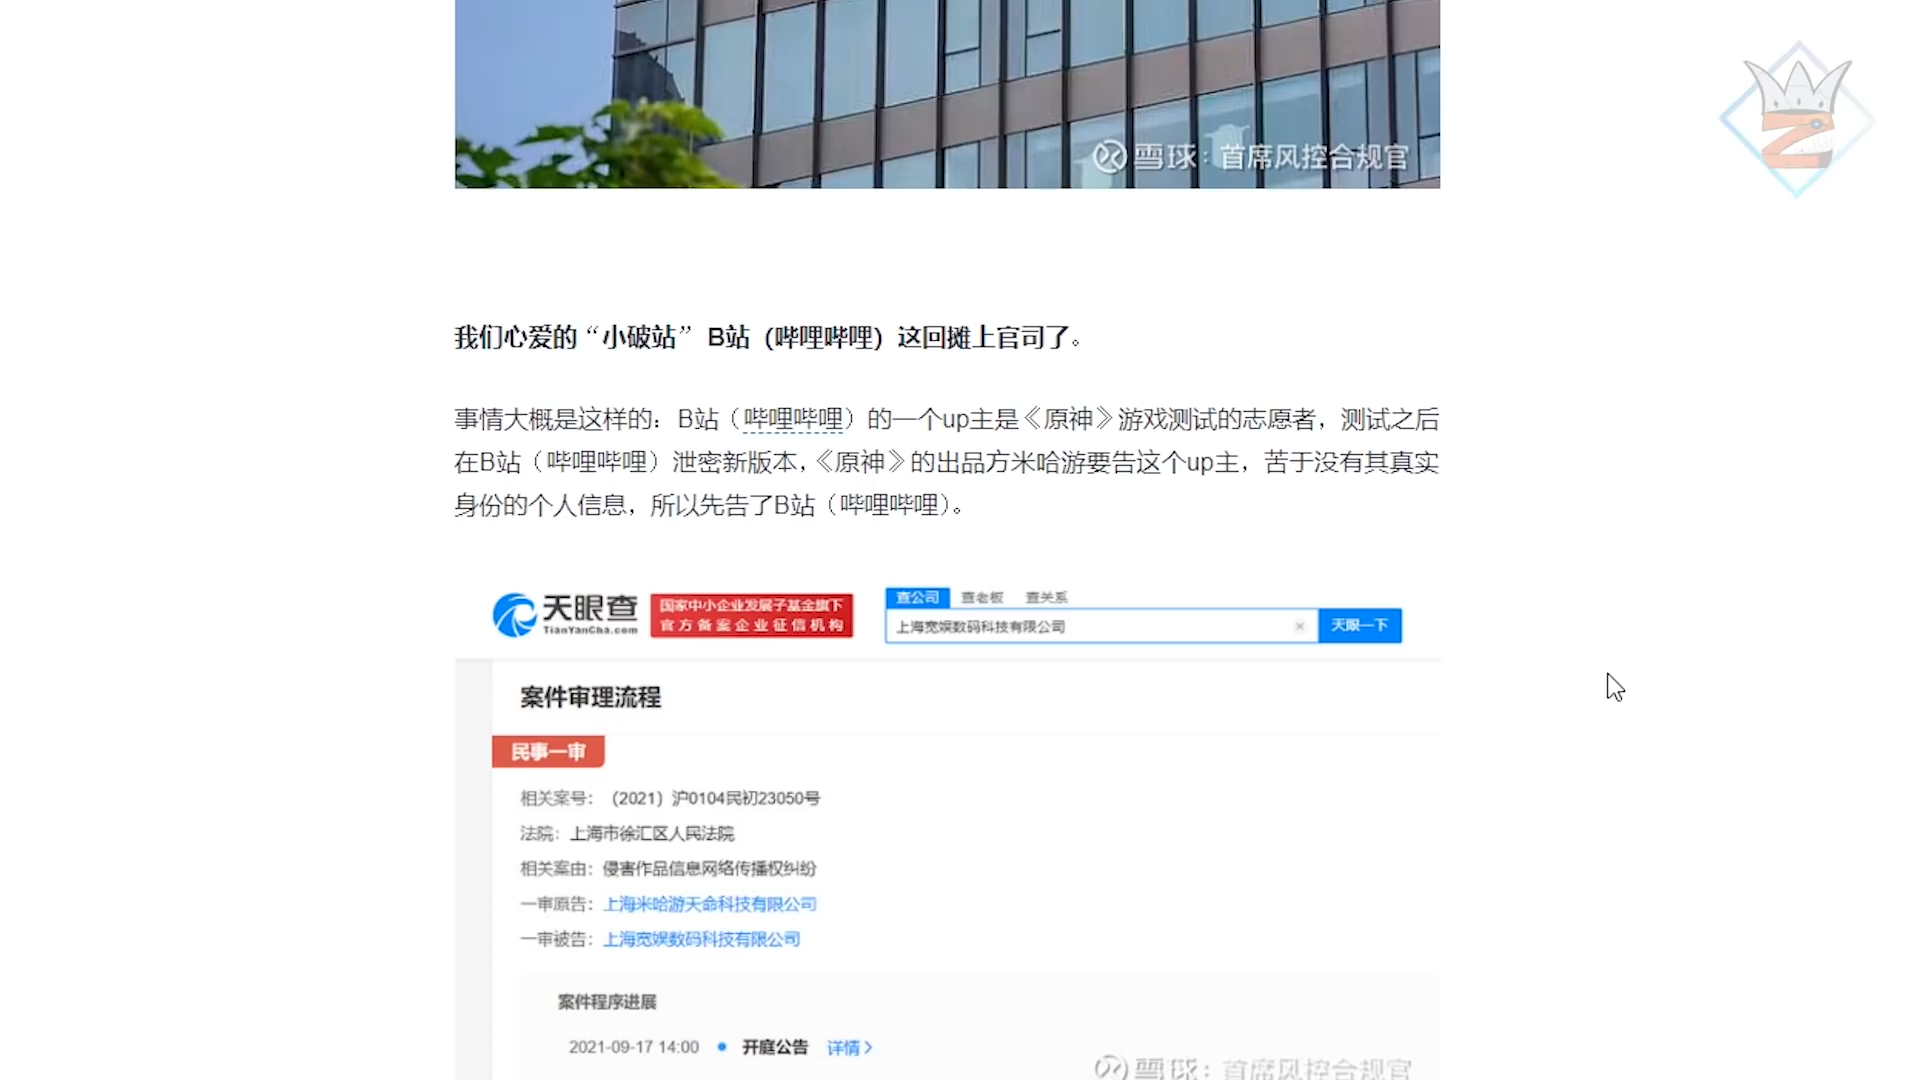 雪球：首席风控合规官
我们心爱的“小破站” B站（哔哩哔哩）这回摊上官司了。
事情大概是这样的：B站（哔哩哔哩）的一个up主是《原神》游戏测试的志愿者，测试之后
在B站（哔哩哔哩）泄密新版本，《原神》的出品方米哈游要告这个up主，苦于没有其真实
身份的个人信息，所以先告了B站（哔哩哔哩）。
天眼查
TianYanCha.com
国家中小企业发展子基金旗下
官方备案企业征信机构
查公司 查老板 查关系
上海宽娱数码科技有限公司 × 天眼一下
案件审理流程
民事一审
相关案号：（2021）沪0104民初23050号
法院：上海市徐汇区人民法院
相关案由：侵害作品信息网络传播权纠纷
一审原告：上海米哈游天命科技有限公司
一审被告：上海宽娱数码科技有限公司
案件程序进展
2021-09-17 14:00 开庭公告 详情>
雪球：首席风控合规官